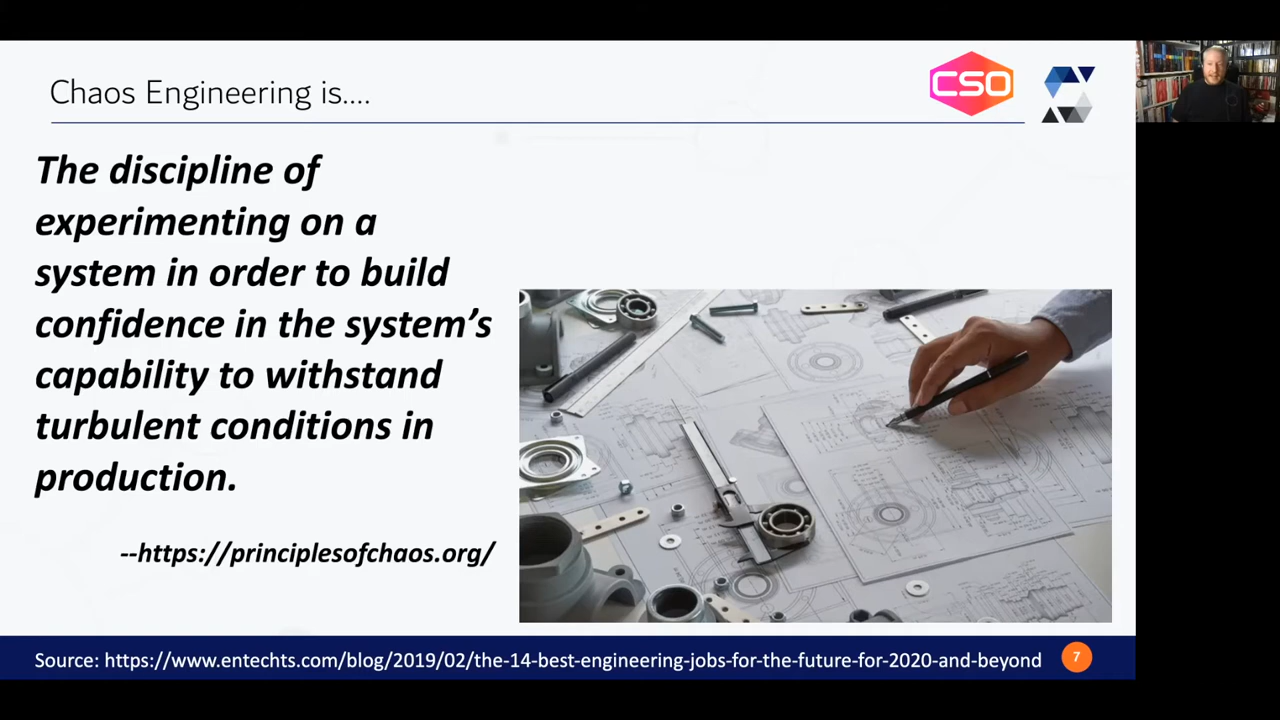 Chaos Engineering is....
CSO
The discipline of
experimenting on a
system in order to build
confidence in the system’s
capability to withstand
turbulent conditions in
production.
--https://principlesofchaos.org/
Source: https://www.entechts.com/blog/2019/02/the-14-best-engineering-jobs-for-the-future-for-2020-and-beyond
7